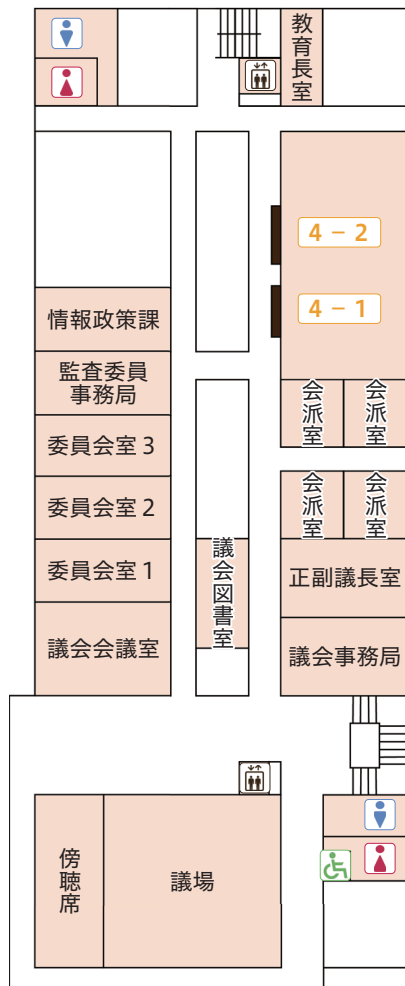 教育長室
4 － 2
4 － 1
情報政策課
監査委員
事務局
会派室
会派室
委員会室 3
委員会室 2
会派室
会派室
委員会室 1
議会図書室
正副議長室
議会会議室
議会事務局
傍聴席
議場